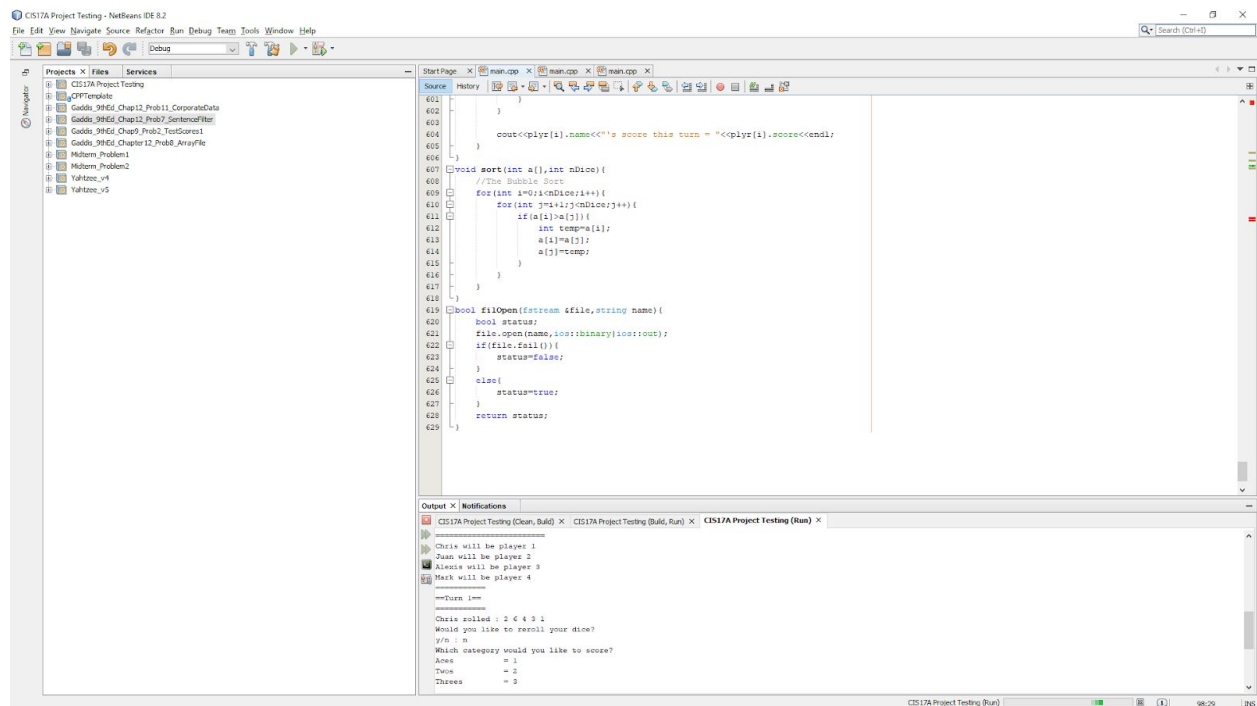 CIS17A Project Testing - NetBeans IDE 8.2
File Edit View Navigate Source Refactor Run Debug Team Tools Window Help
Search (Ctrl+I)
Debug
Projects Files Services
Start Page main.cpp main.cpp main.cpp
Navigator
Source History
CIS17A Project Testing
CPPTemplate
Gaddis_9thEd_Chap12_Prob11_CorporateData
Gaddis_9thEd_Chap12_Prob7_SentenceFilter
Gaddis_9thEd_Chap9_Prob2_TestScores1
Gaddis_9thEd_Chapter12_Prob8_ArrayFile
Midterm_Problem1
Midterm_Problem2
Yahtzee_v4
Yahtzee_v5
601 }
602 }
603
604 cout<<plyr[i].name<<"'s score this turn = "<<plyr[i].score<<endl;
605 }
606 }
607 void sort(int a[],int nDice){
608 //The Bubble Sort
609 for(int i=0;i<nDice;i++){
610 for(int j=i+1;j<nDice;j++){
611 if(a[i]>a[j]){
612 int temp=a[i];
613 a[i]=a[j];
614 a[j]=temp;
615 }
616 }
617 }
618 }
619 bool filOpen(fstream &file,string name){
620 bool status;
621 file.open(name,ios::binary|ios::out);
622 if(file.fail()){
623 status=false;
624 }
625 else{
626 status=true;
627 }
628 return status;
629 }
Output Notifications
CIS17A Project Testing (Clean, Build) CIS17A Project Testing (Build, Run) CIS17A Project Testing (Run)
======================
Chris will be player 1
Juan will be player 2
Alexis will be player 3
Mark will be player 4
==========
==Turn 1==
==========
Chris rolled : 2 6 4 3 1
Would you like to reroll your dice?
y/n : n
Which category would you like to score?
Aces = 1
Twos = 2
Threes = 3
CIS17A Project Testing (Run)
98:29
INS